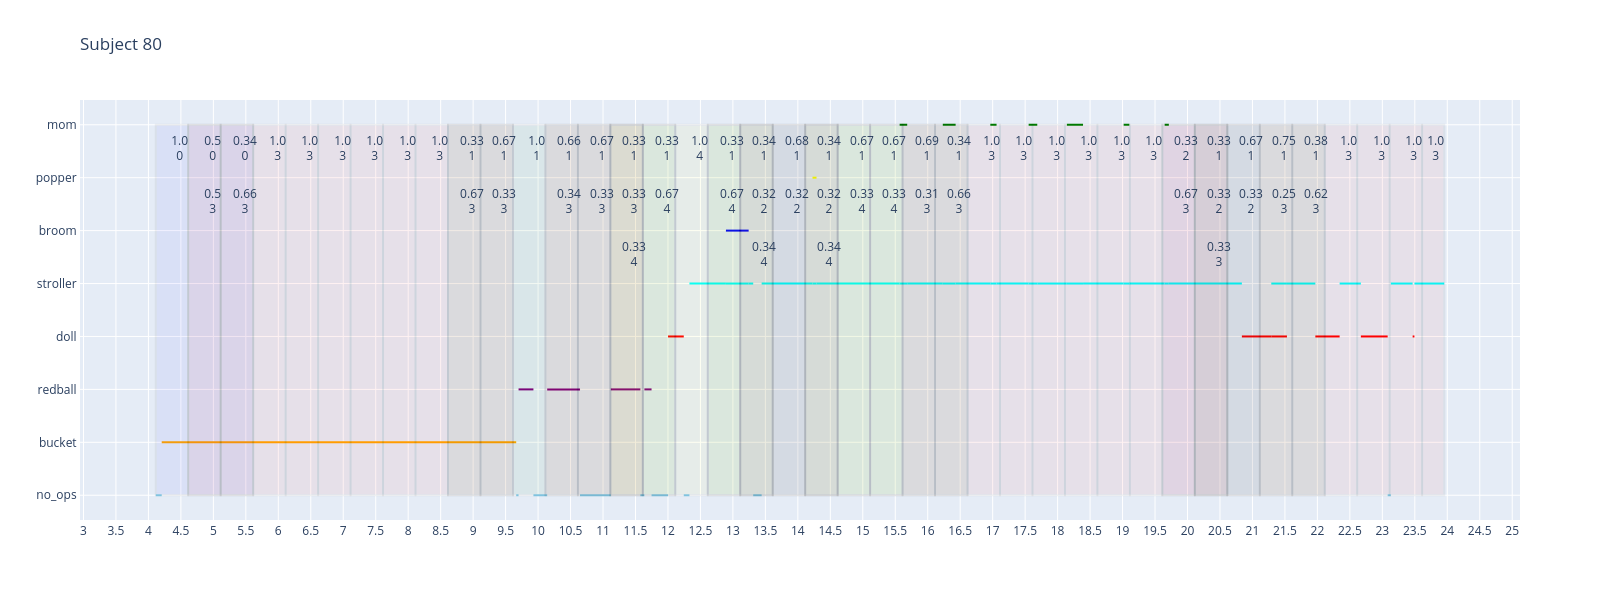 Subject 80
mom
1.0 0.5 0.34 1.0 1.0 1.0 1.0 1.0 1.0 0.33 0.67 1.0 0.66 0.67 0.33 0.33 1.0 0.33 0.34 0.68 0.34 0.67 0.67 0.69 0.34 1.0 1.0 1.0 1.0 1.0 1.0 0.33 0.33 0.67 0.75 0.38 1.0 1.0 1.0 1.0
0 0 0 3 3 3 3 3 3 1 1 1 1 1 1 1 4 1 1 1 1 1 1 1 1 3 3 3 3 3 3 2 1 1 1 1 3 3 3 3
popper
0.5 0.66 0.67 0.33 0.34 0.33 0.33 0.67 0.67 0.32 0.32 0.32 0.33 0.33 0.31 0.66 0.67 0.33 0.33 0.25 0.62
3 3 3 3 3 3 3 4 4 2 2 2 4 4 3 3 3 2 2 3 3
broom
0.33 0.34 0.34 0.33
4 4 4 3
stroller
doll
redball
bucket
no_ops
3 3.5 4 4.5 5 5.5 6 6.5 7 7.5 8 8.5 9 9.5 10 10.5 11 11.5 12 12.5 13 13.5 14 14.5 15 15.5 16 16.5 17 17.5 18 18.5 19 19.5 20 20.5 21 21.5 22 22.5 23 23.5 24 24.5 25